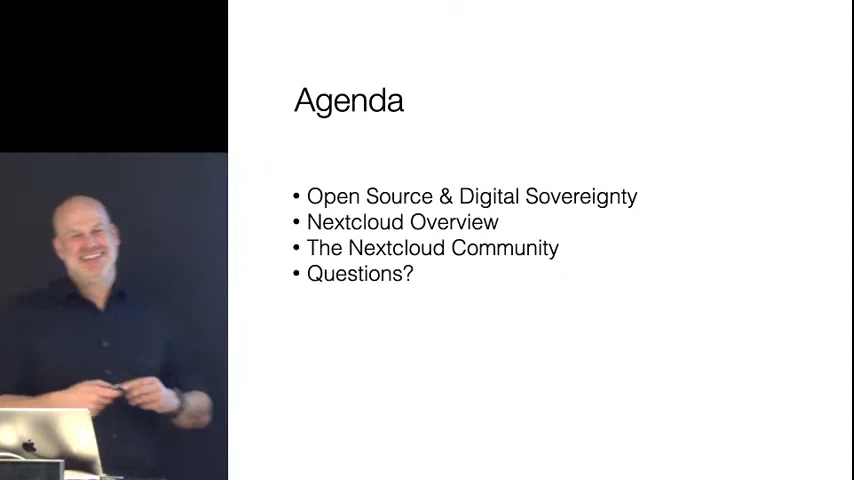 Agenda
• Open Source & Digital Sovereignty
• Nextcloud Overview
• The Nextcloud Community
• Questions?